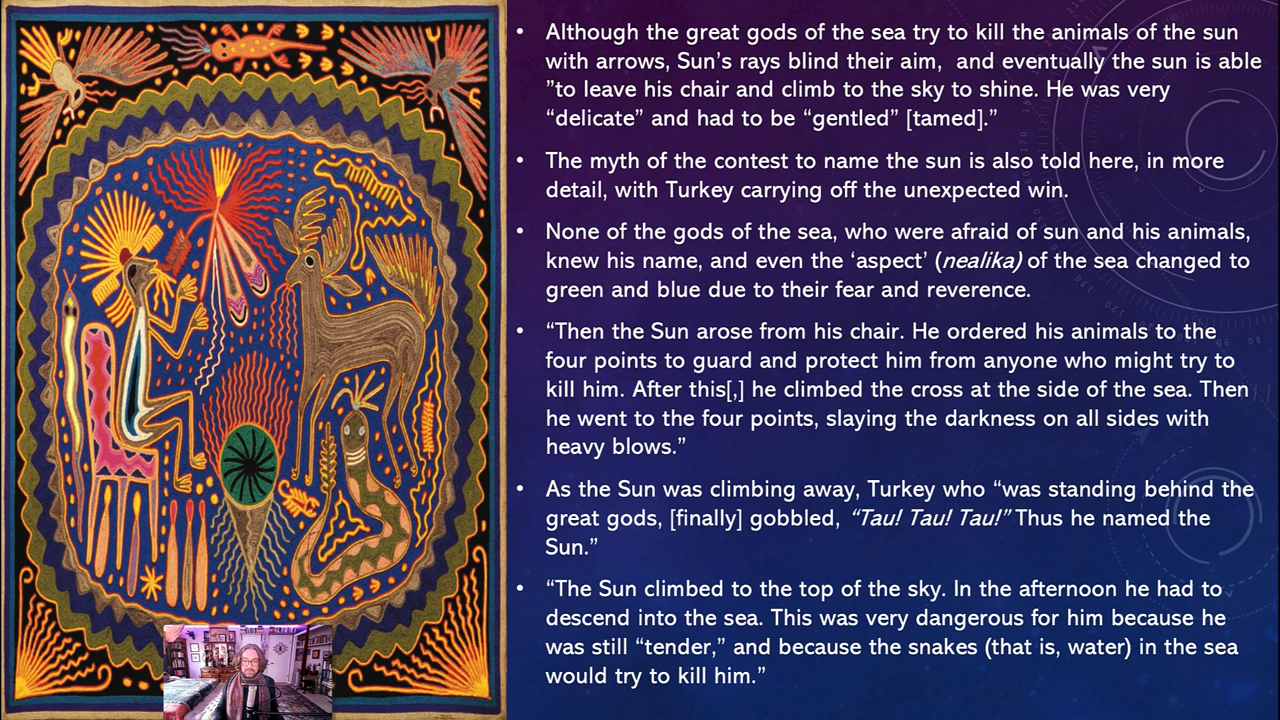 • Although the great gods of the sea try to kill the animals of the sun
with arrows, Sun's rays blind their aim,  and eventually the sun is able
"to leave his chair and climb to the sky to shine. He was very
“delicate” and had to be “gentled” [tamed].”
• The myth of the contest to name the sun is also told here, in more
detail, with Turkey carrying off the unexpected win.
• None of the gods of the sea, who were afraid of sun and his animals,
knew his name, and even the ‘aspect’ (nealika) of the sea changed to
green and blue due to their fear and reverence.
• “Then the Sun arose from his chair. He ordered his animals to the
four points to guard and protect him from anyone who might try to
kill him. After this[,] he climbed the cross at the side of the sea. Then
he went to the four points, slaying the darkness on all sides with
heavy blows.”
• As the Sun was climbing away, Turkey who “was standing behind the
great gods, [finally] gobbled, “Tau! Tau! Tau!” Thus he named the
Sun.”
• “The Sun climbed to the top of the sky. In the afternoon he had to
descend into the sea. This was very dangerous for him because he
was still “tender,” and because the snakes (that is, water) in the sea
would try to kill him.”